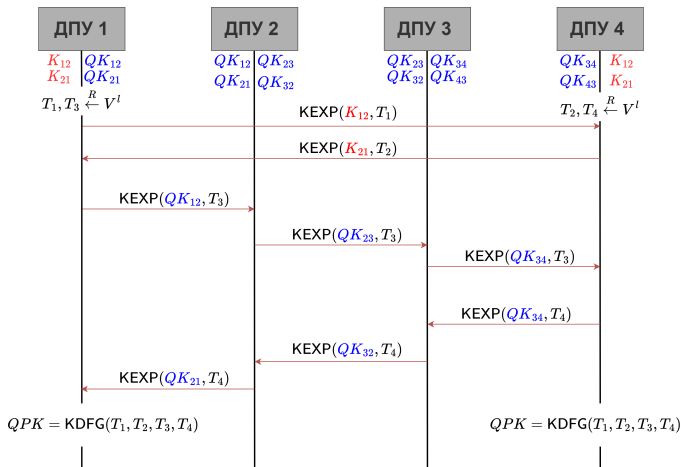 ДПУ 1 ДПУ 2 ДПУ 3 ДПУ 4
K₁₂ QK₁₂ QK₁₂ QK₂₃ QK₂₃ QK₃₄ QK₃₄ K₁₂
K₂₁ QK₂₁ QK₂₁ QK₃₂ QK₃₂ QK₄₃ QK₄₃ K₂₁
T₁, T₃ ←ᴿ Vˡ T₂, T₄ ←ᴿ Vˡ
KEXP(K₁₂, T₁)
KEXP(K₂₁, T₂)
KEXP(QK₁₂, T₃)
KEXP(QK₂₃, T₃)
KEXP(QK₃₄, T₃)
KEXP(QK₃₄, T₄)
KEXP(QK₃₂, T₄)
KEXP(QK₂₁, T₄)
QPK = KDFG(T₁, T₂, T₃, T₄) QPK = KDFG(T₁, T₂, T₃, T₄)